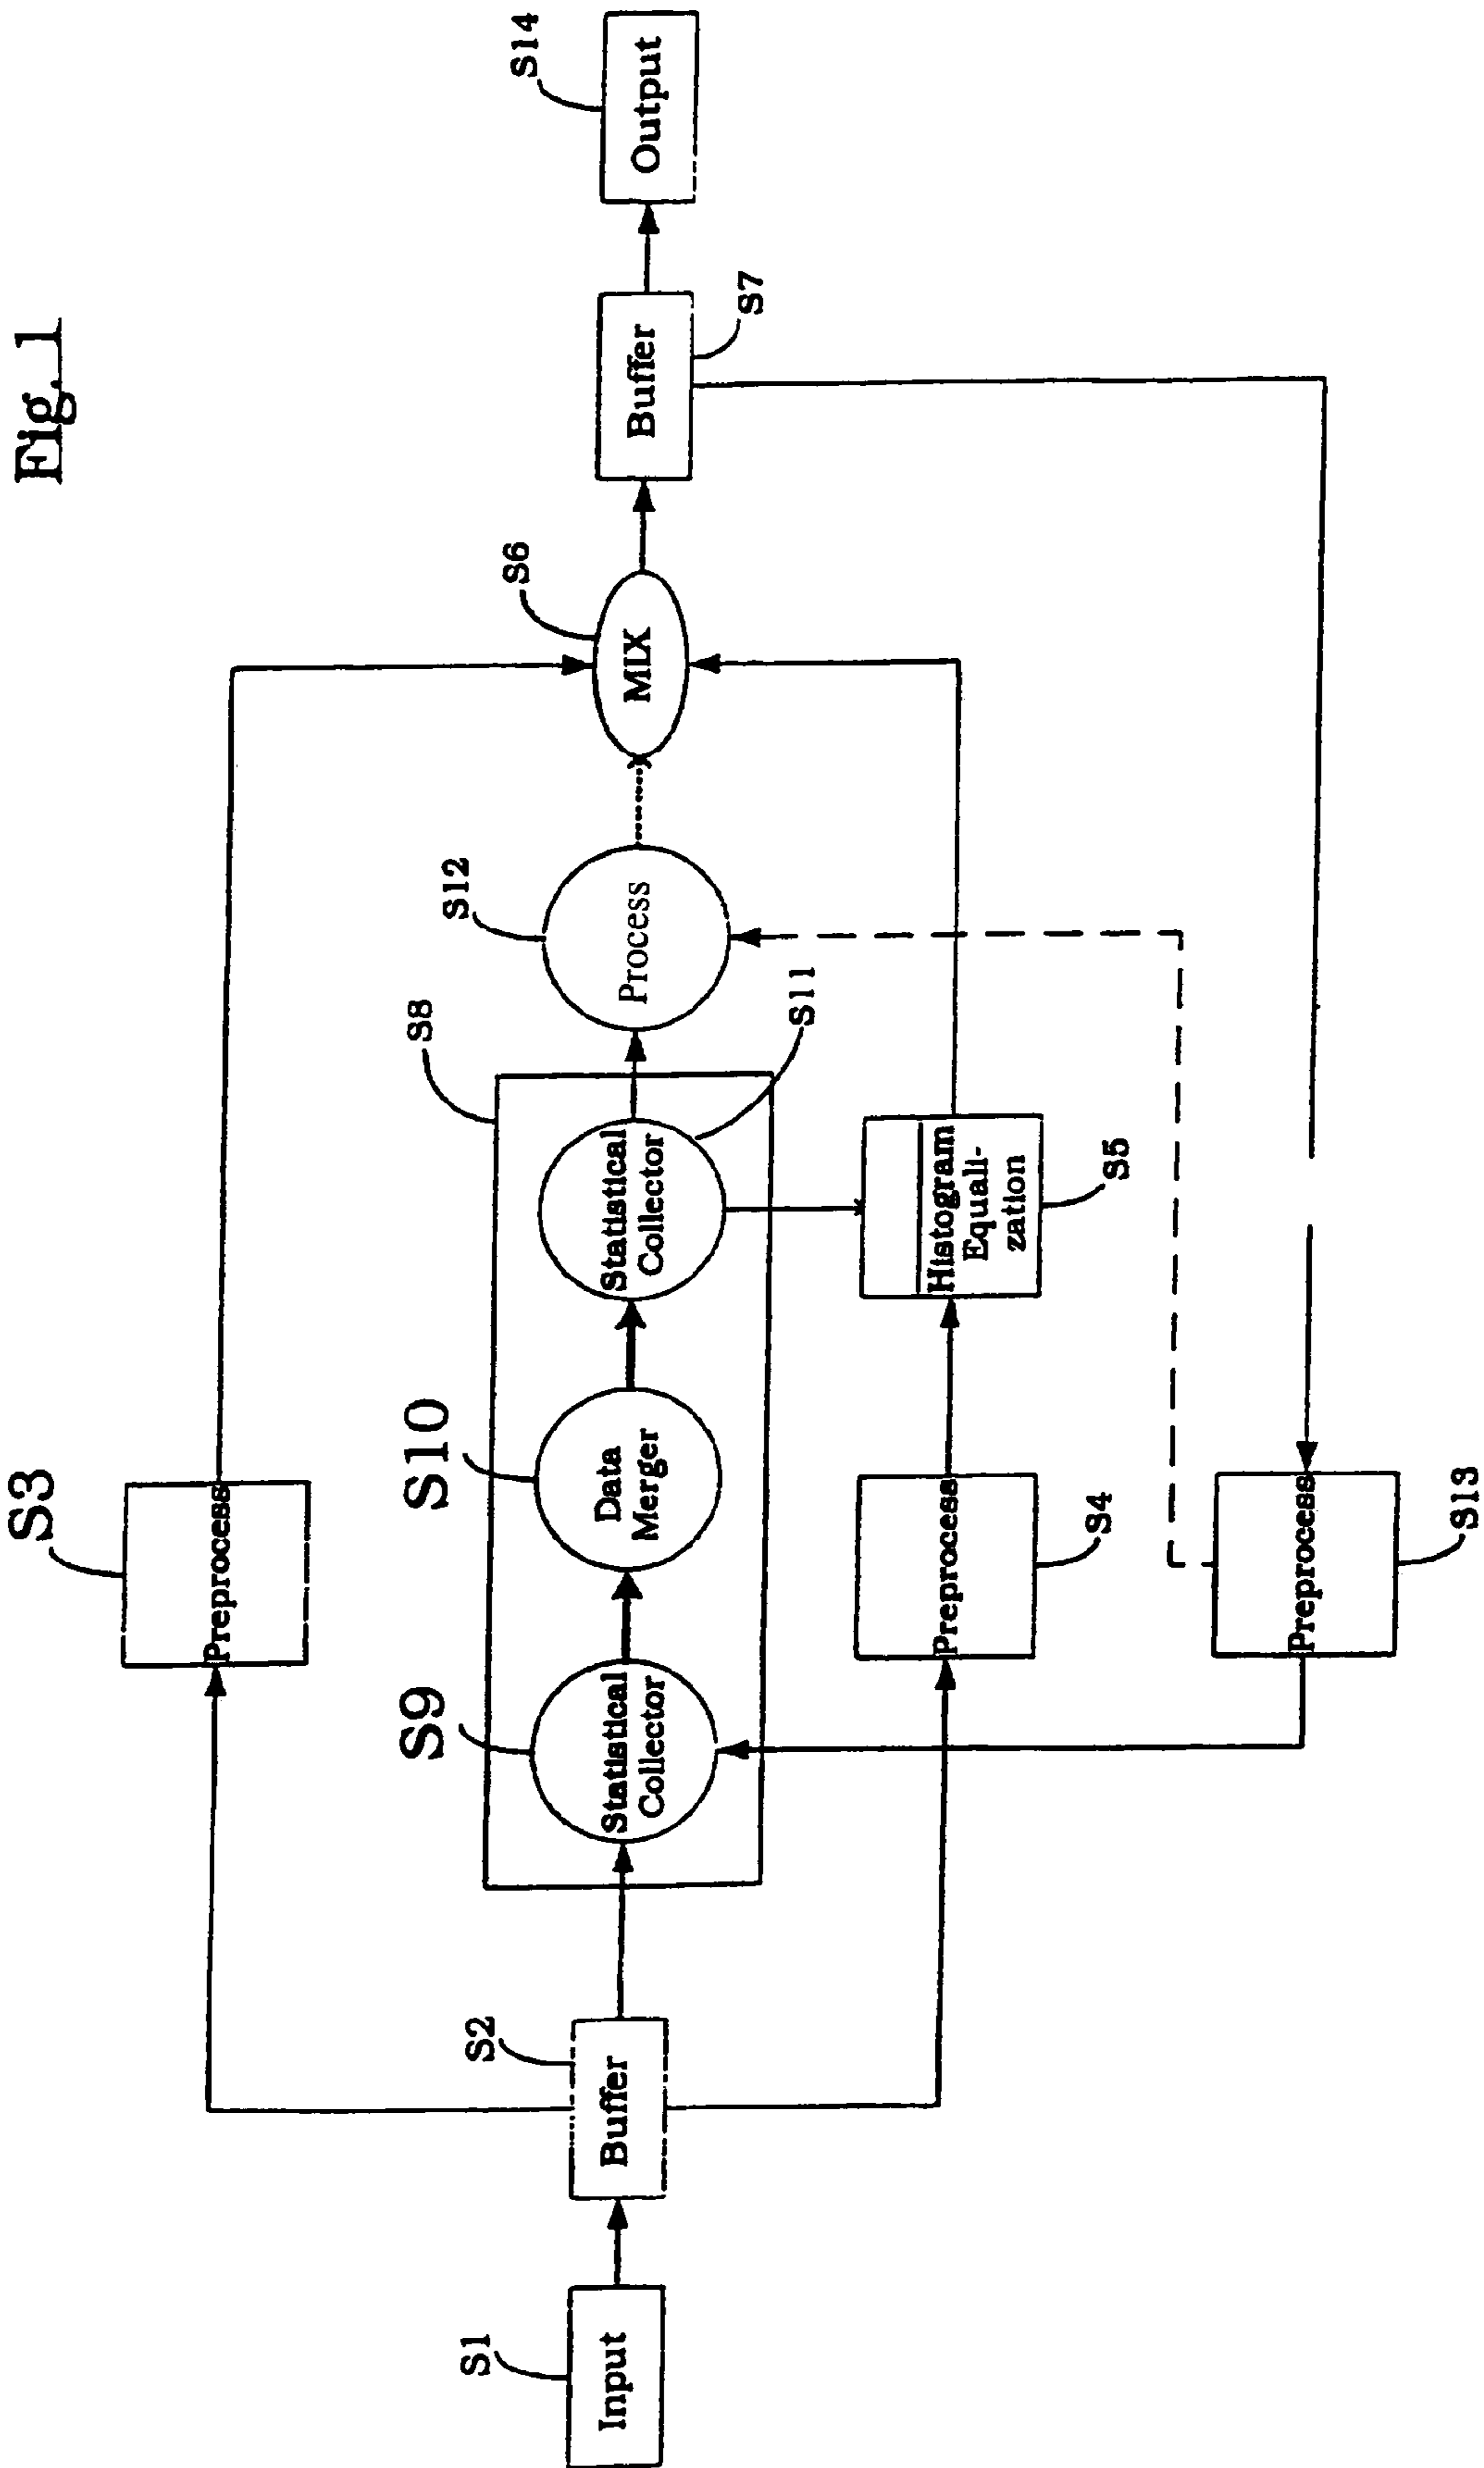 Fig. 1
S3
Preprocess
S8
S9
Statistical
Collector
S10
Data
Merger
Statistical
Collector
S11
S12
Process
S6
MIX
S1
Input
S2
Buffer
Buffer
S7
S14
Output
Preprocess
S4
Histogram
Equali-
zation
S5
Preprocess
S13